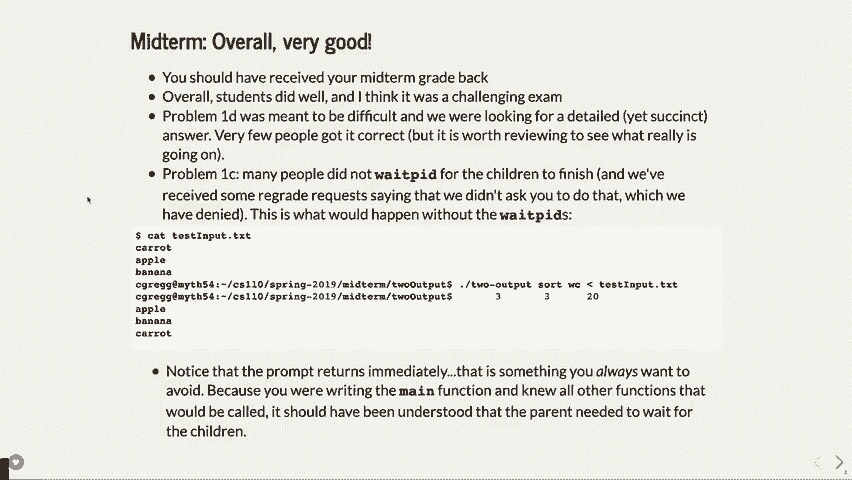 Midterm: Overall, very good!
• You should have received your midterm grade back
• Overall, students did well, and I think it was a challenging exam
• Problem 1d was meant to be difficult and we were looking for a detailed (yet succinct)
answer. Very few people got it correct (but it is worth reviewing to see what really is
going on).
• Problem 1c: many people did not waitpid for the children to finish (and we've
received some regrade requests saying that we didn't ask you to do that, which we
have denied). This is what would happen without the waitpids:
$ cat testInput.txt
carrot
apple
banana
cgregg@myth54:~/cs110/spring-2019/midterm/twoOutput$ ./two-output sort wc < testInput.txt
cgregg@myth54:~/cs110/spring-2019/midterm/twoOutput$ 3 3 20
apple
banana
carrot
• Notice that the prompt returns immediately...that is something you always want to
avoid. Because you were writing the main function and knew all other functions that
would be called, it should have been understood that the parent needed to wait for
the children.